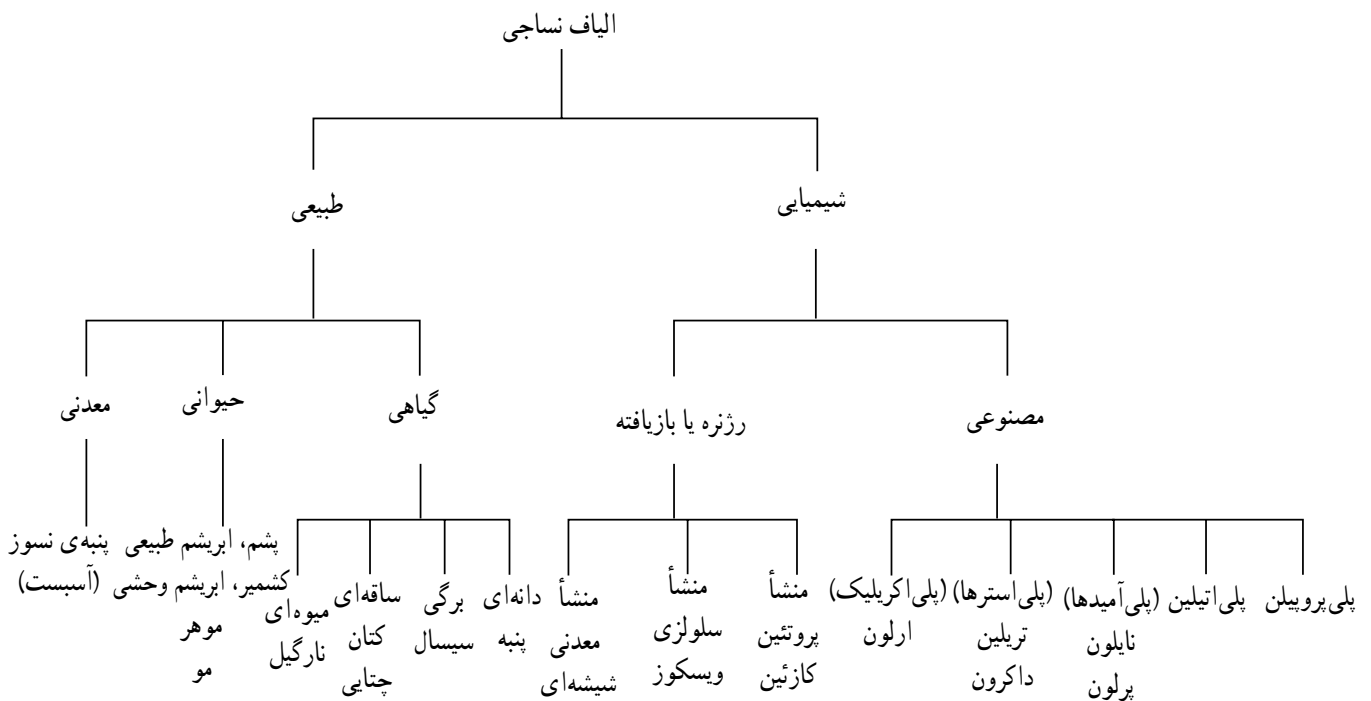 الیاف نساجی
شیمیایی
طبیعی
مصنوعی
رژنره یا بازیافته
گیاهی
حیوانی
معدنی
پلی‌پروپیلن
پلی‌اتیلین
(پلی‌آمیدها)
نایلون
پرلون
(پلی‌استرها)
تریلین
داکرون
(پلی‌اکریلیک)
ارلون
منشأ
پروتئین
کازئین
منشأ
سلولزی
ویسکوز
منشأ
معدنی
شیشه‌ای
دانه‌ای
پنبه
برگی
سیسال
ساقه‌ای
کتان
چتایی
میوه‌ای
نارگیل
پشم، ابریشم طبیعی
کشمیر، ابریشم وحشی
موهر
مو
پنبه‌ی نسوز
(آسبست)